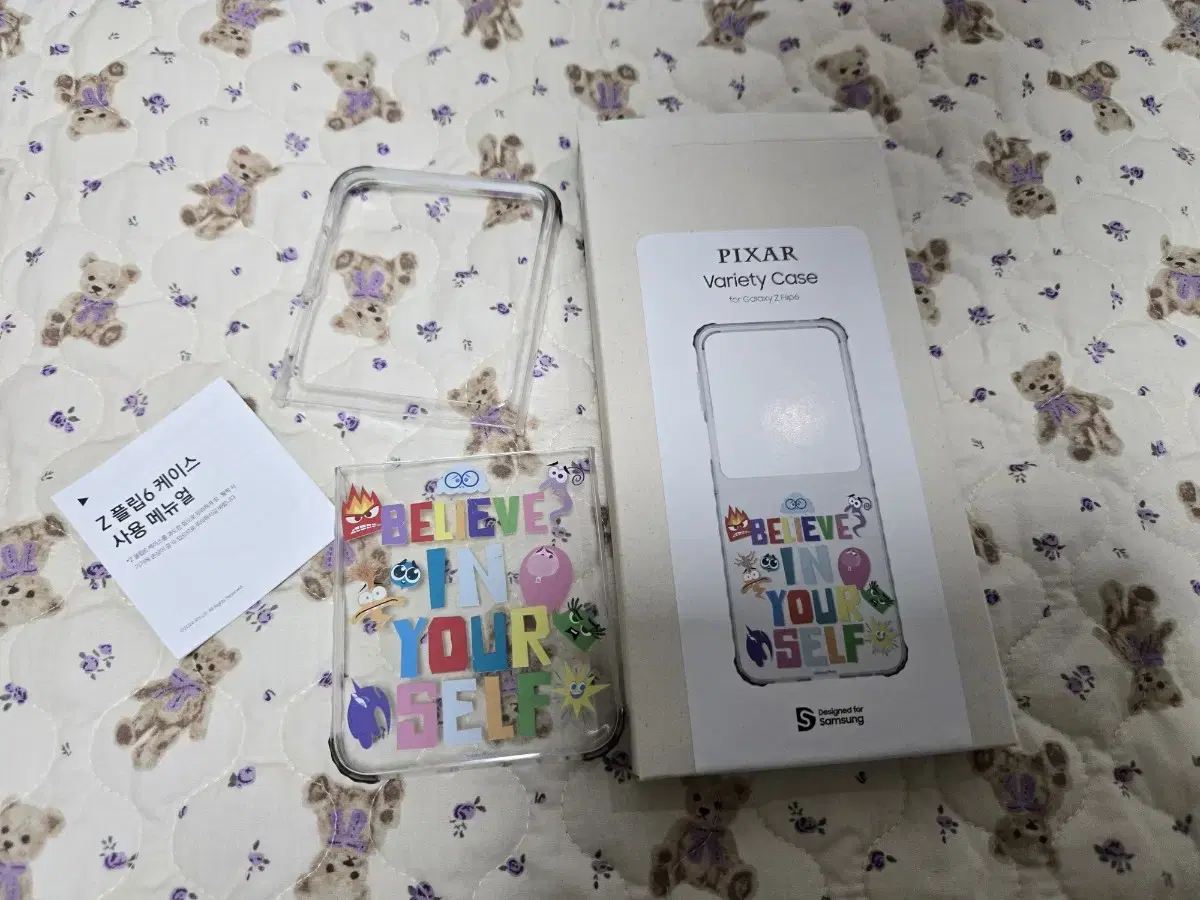 Z 플립6 케이스
사용 메뉴얼
BELIEVE
IN
YOUR
SELF
PIXAR
Variety Case
for Galaxy Z Flip6
BELIEVE
IN
YOUR
SELF
Designed for
Samsung